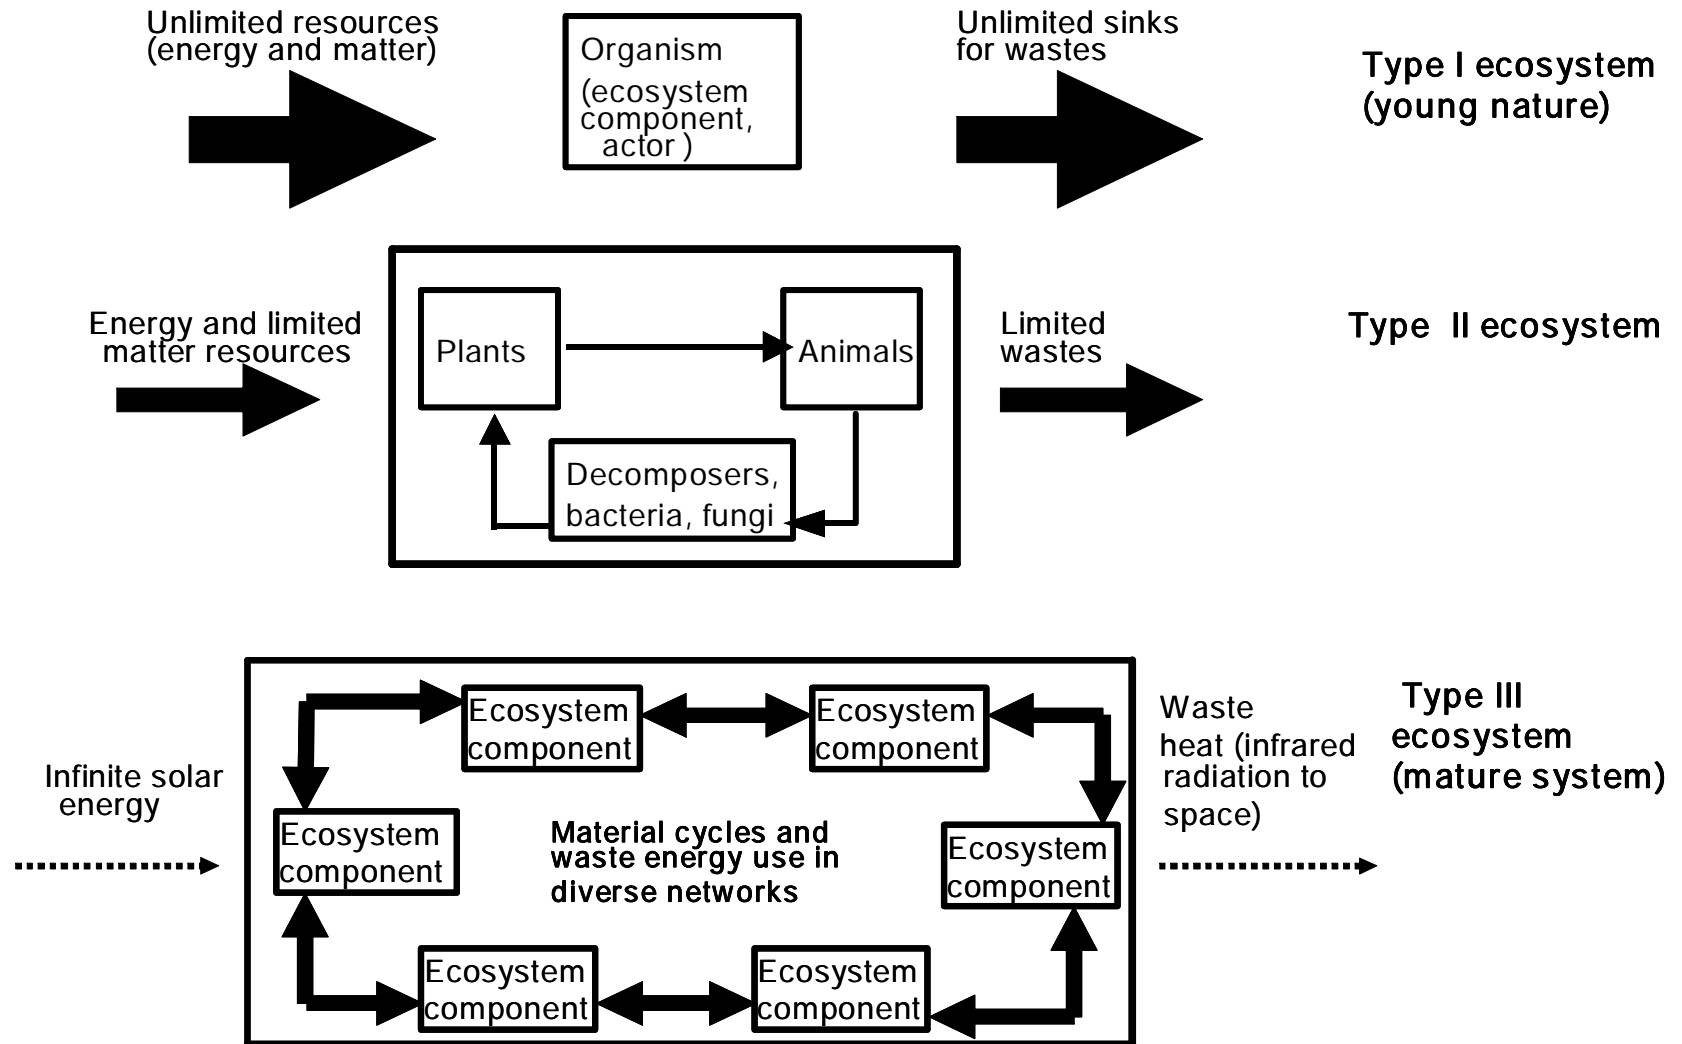 Unlimited resources
(energy and matter)
Organism
(ecosystem
component,
actor )
Unlimited sinks
for wastes
Type I ecosystem
(young nature)
Energy and limited
matter resources
Plants
Animals
Decomposers,
bacteria, fungi
Limited
wastes
Type II ecosystem
Infinite solar
energy
Ecosystem
component
Ecosystem
component
Ecosystem
component
Material cycles and
waste energy use in
diverse networks
Ecosystem
component
Ecosystem
component
Ecosystem
component
Waste
heat (infrared
radiation to
space)
Type III
ecosystem
(mature system)